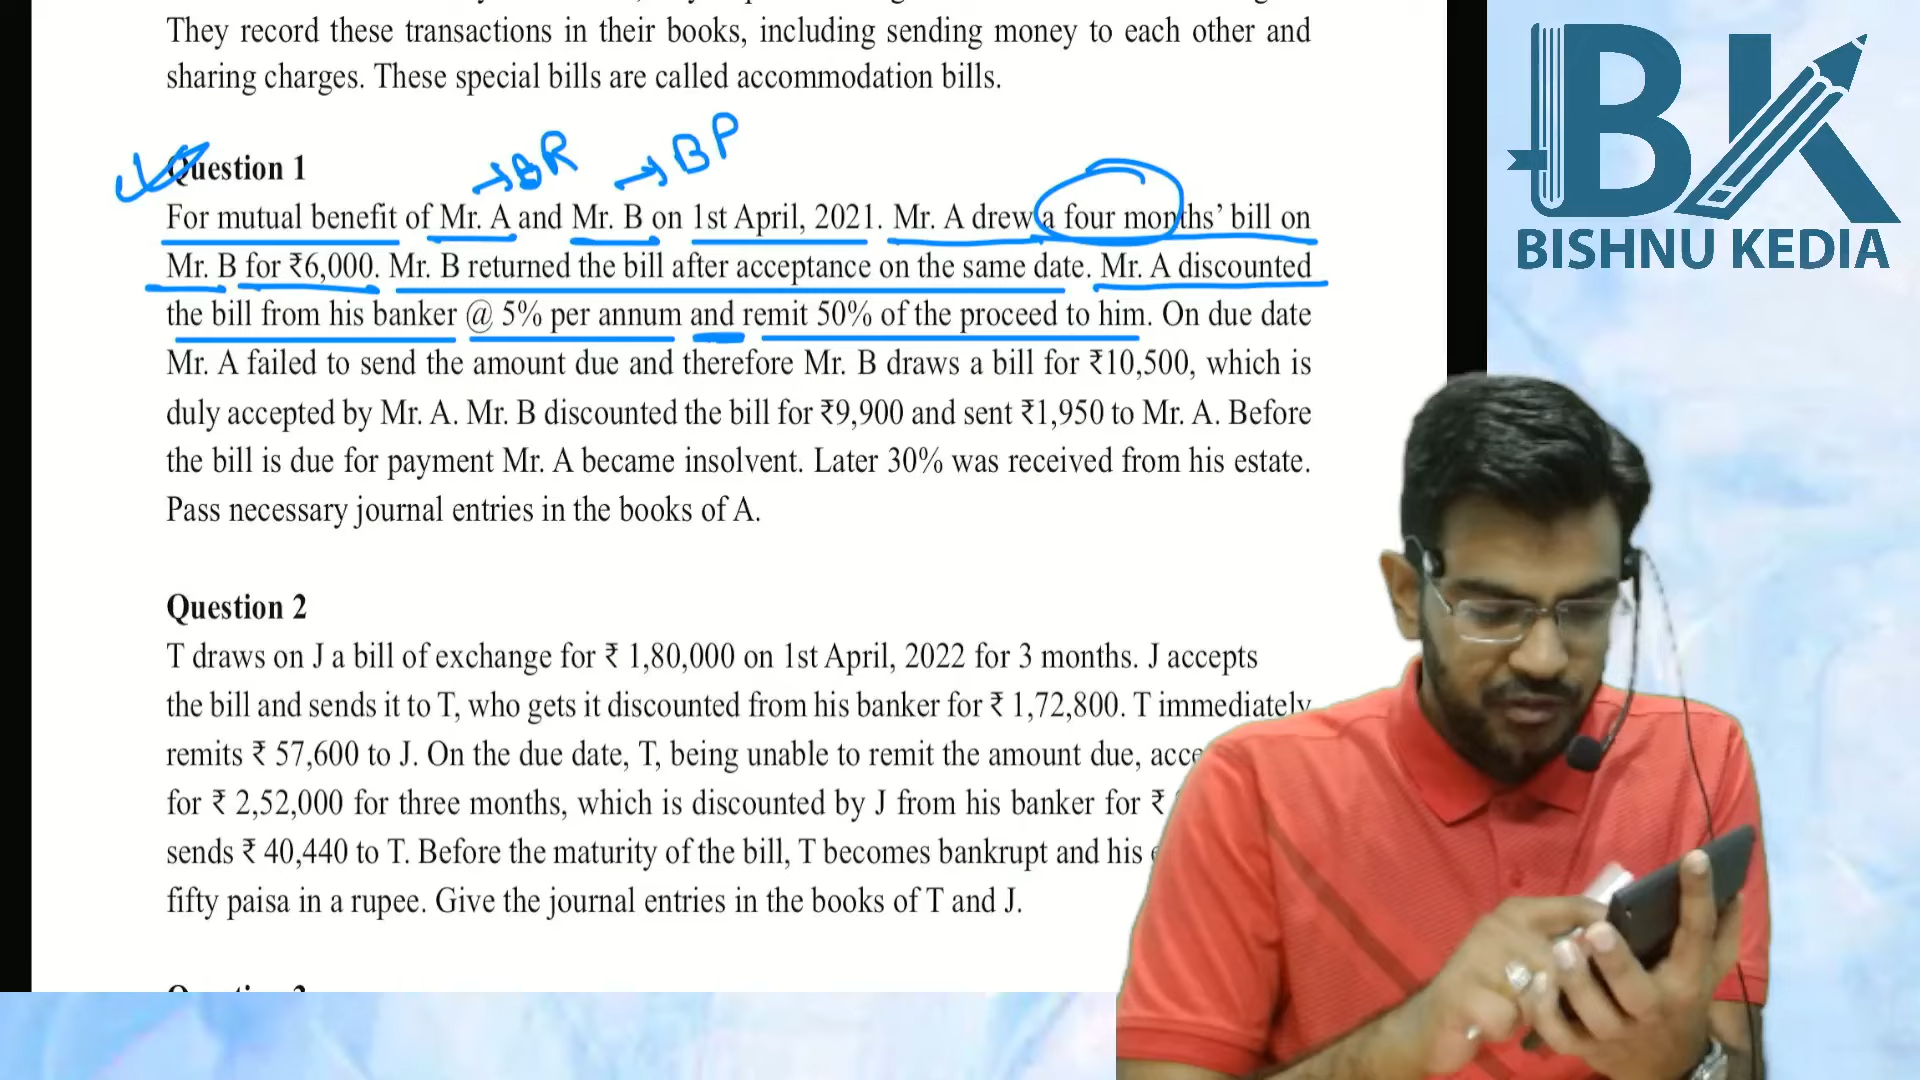 They record these transactions in their books, including sending money to each other and
sharing charges. These special bills are called accommodation bills.
→BR →BP
Question 1
For mutual benefit of Mr. A and Mr. B on 1st April, 2021. Mr. A drew a four months’ bill on
Mr. B for ₹6,000. Mr. B returned the bill after acceptance on the same date. Mr. A discounted
the bill from his banker @ 5% per annum and remit 50% of the proceed to him. On due date
Mr. A failed to send the amount due and therefore Mr. B draws a bill for ₹10,500, which is
duly accepted by Mr. A. Mr. B discounted the bill for ₹9,900 and sent ₹1,950 to Mr. A. Before
the bill is due for payment Mr. A became insolvent. Later 30% was received from his estate.
Pass necessary journal entries in the books of A.
Question 2
T draws on J a bill of exchange for ₹ 1,80,000 on 1st April, 2022 for 3 months. J accepts
the bill and sends it to T, who gets it discounted from his banker for ₹ 1,72,800. T immediately
remits ₹ 57,600 to J. On the due date, T, being unable to remit the amount due,
for ₹ 2,52,000 for three months, which is discounted by J from his banker for ₹
sends ₹ 40,440 to T. Before the maturity of the bill, T becomes bankrupt and his
fifty paisa in a rupee. Give the journal entries in the books of T and J.
BK
BISHNU KEDIA